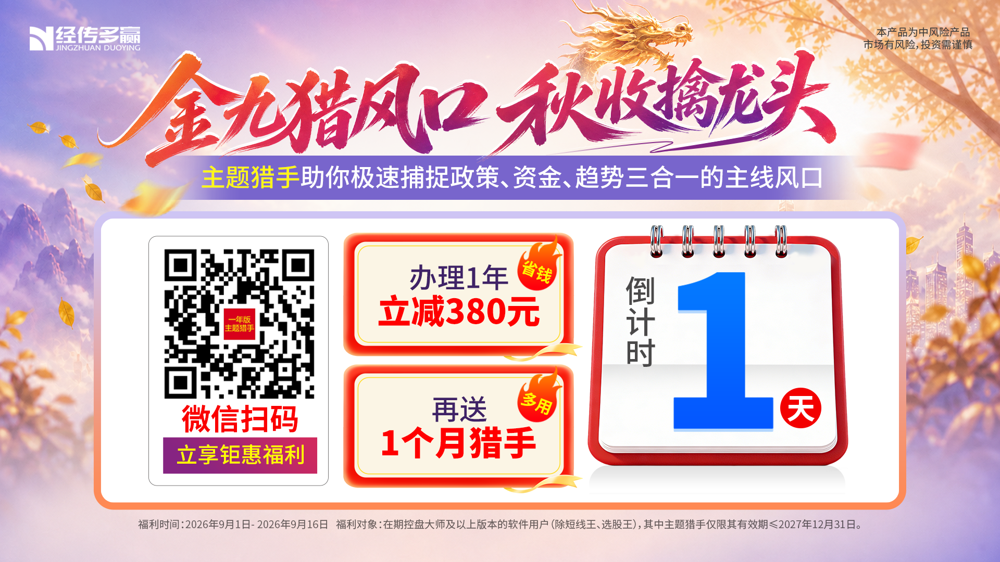 经传多赢
JINGZHUAN DUOYING
本产品为中风险产品
市场有风险，投资需谨慎
金九猎风口 秋收擒龙头
主题猎手助你极速捕捉政策、资金、趋势三合一的主线风口
一年版
主题猎手
微信扫码
立享钜惠福利
办理1年
省钱
立减380元
再送
多用
1个月猎手
倒计时
1
天
福利时间：2026年9月1日- 2026年9月16日 福利对象：在期控盘大师及以上版本的软件用户（除短线王、选股王），其中主题猎手仅限其有效期≤2027年12月31日。